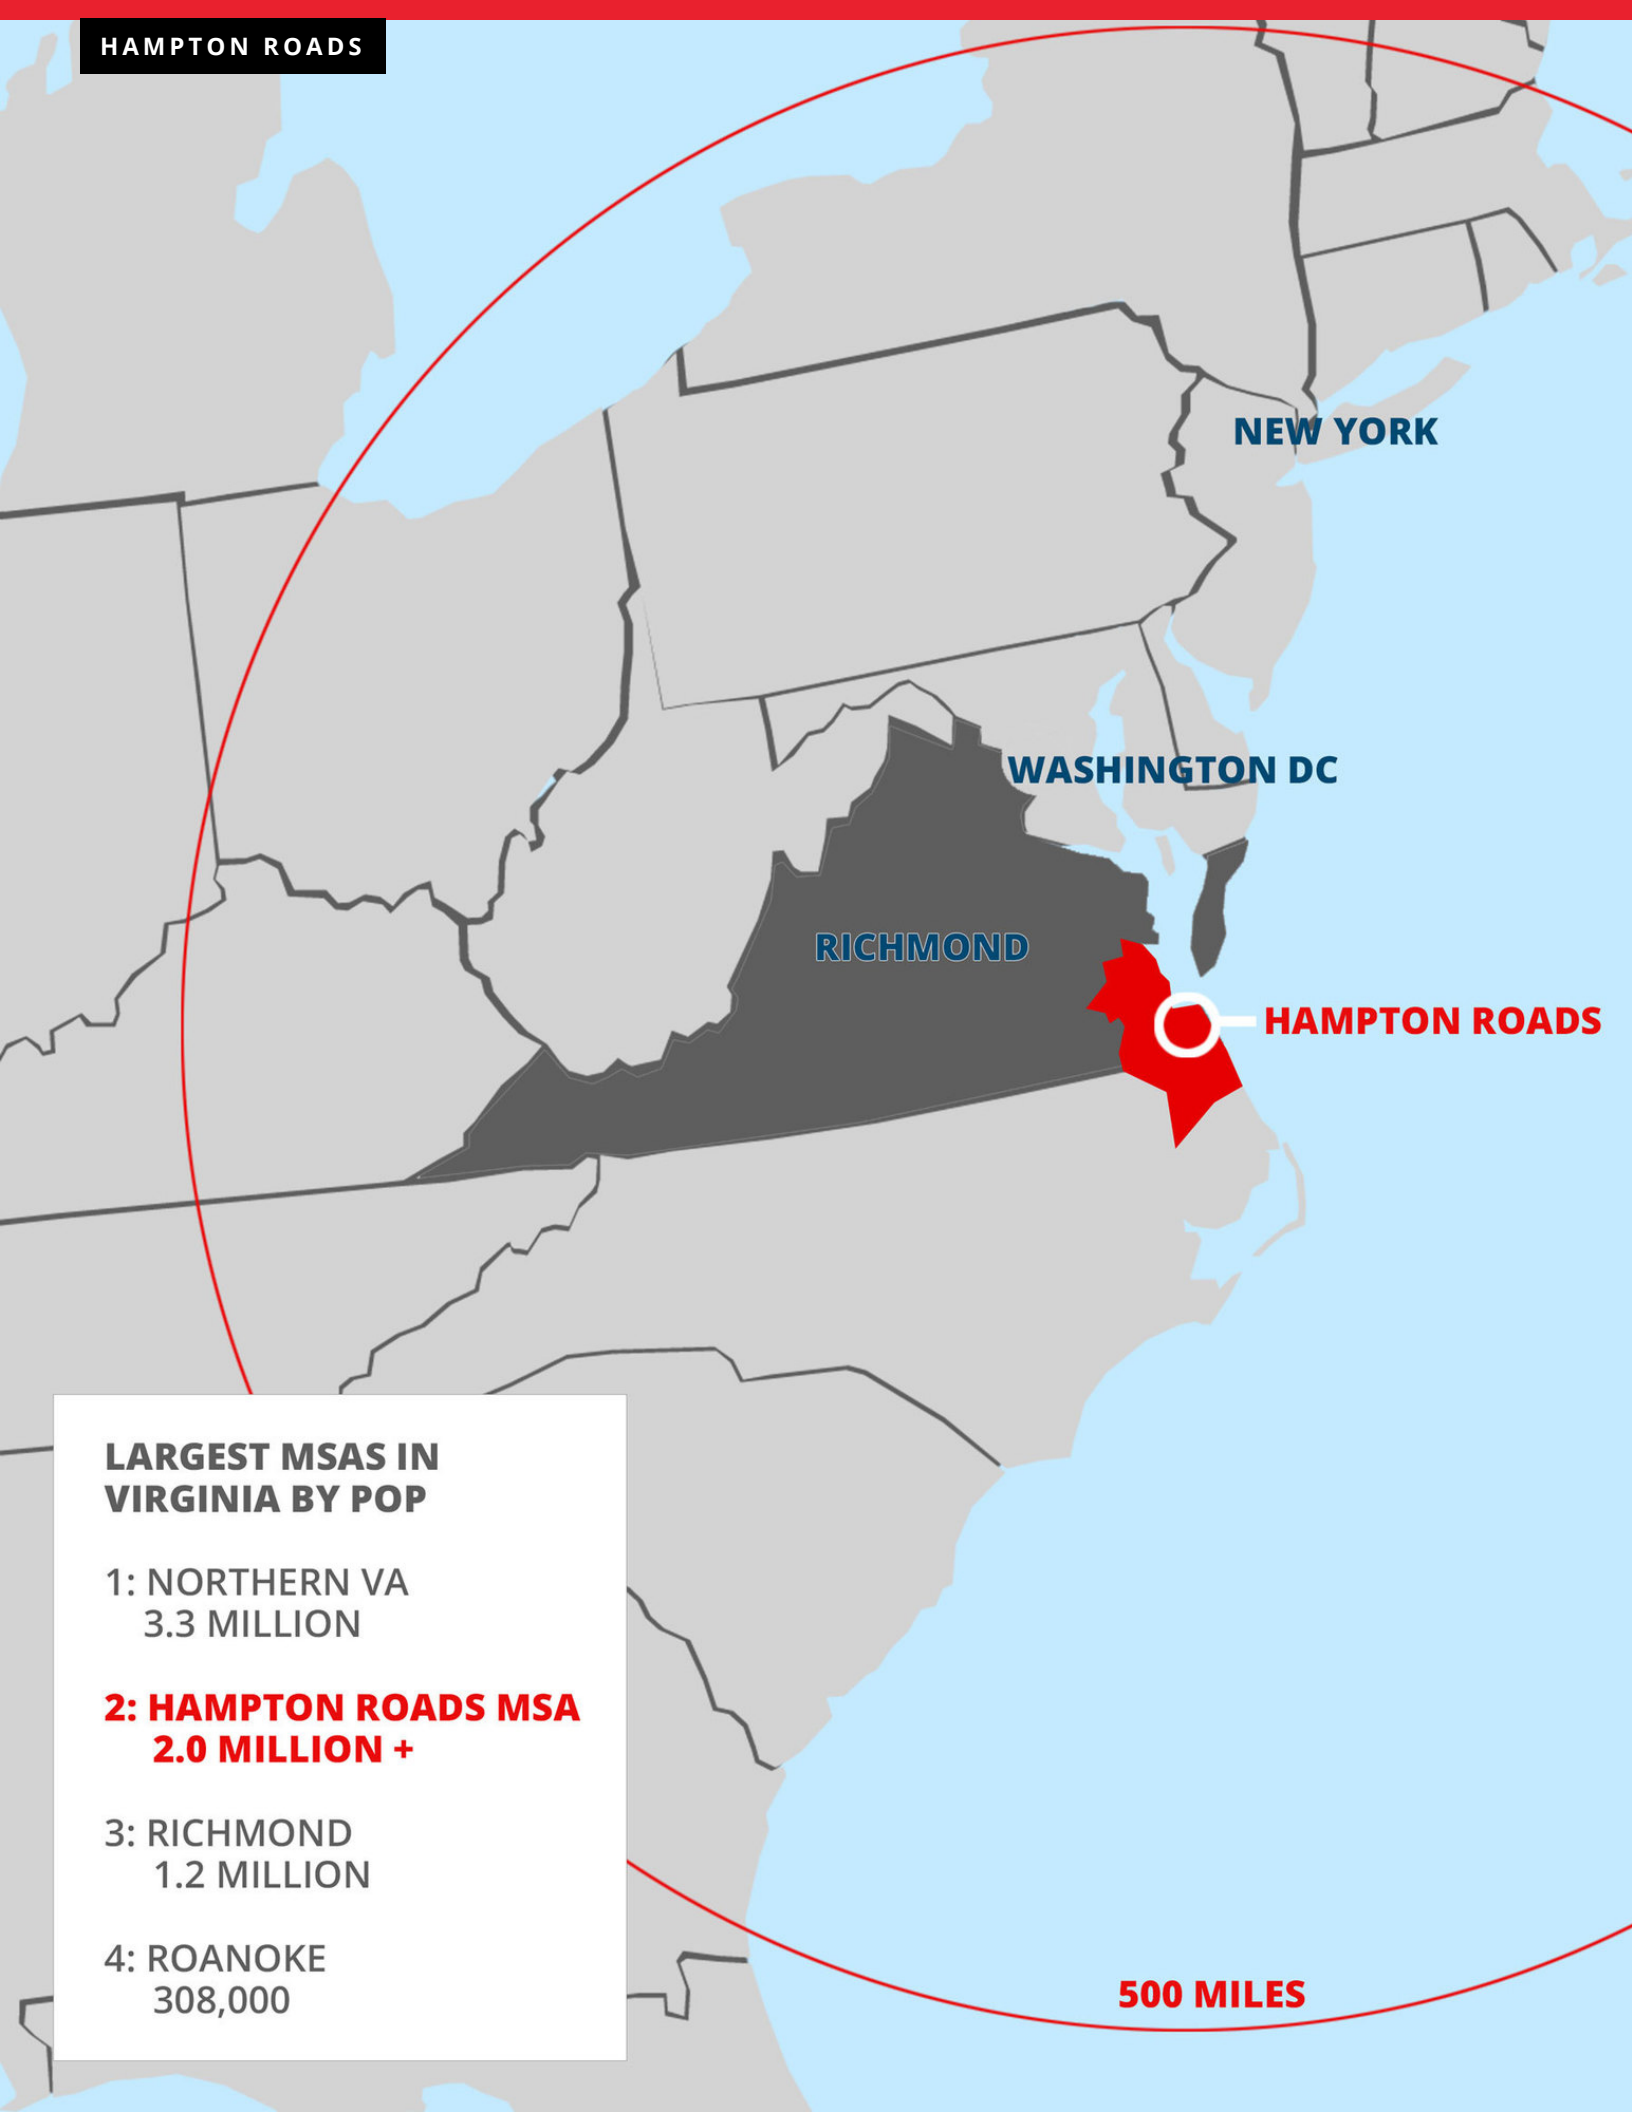 HAMPTON ROADS
NEW YORK
WASHINGTON DC
RICHMOND
HAMPTON ROADS
LARGEST MSAS IN
VIRGINIA BY POP
1: NORTHERN VA
3.3 MILLION
2: HAMPTON ROADS MSA
2.0 MILLION +
3: RICHMOND
1.2 MILLION
4: ROANOKE
308,000
500 MILES